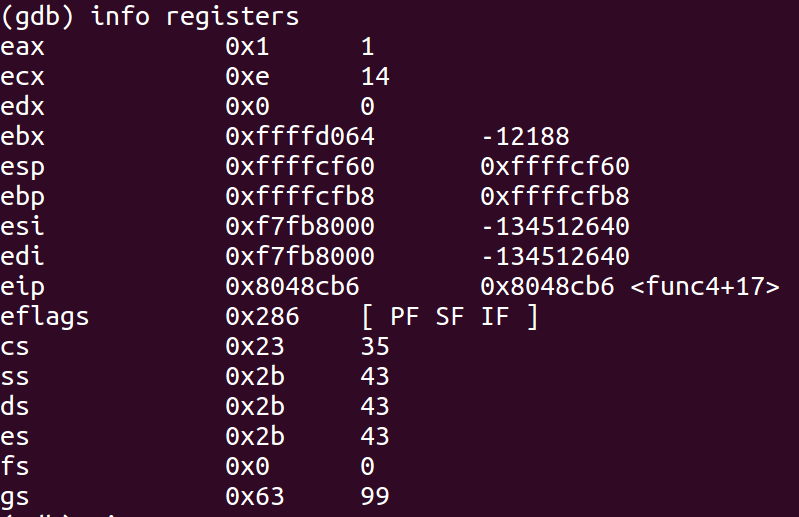 (gdb) info registers
eax 0x1 1
ecx 0xe 14
edx 0x0 0
ebx 0xffffd064 -12188
esp 0xffffcf60 0xffffcf60
ebp 0xffffcfb8 0xffffcfb8
esi 0xf7fb8000 -134512640
edi 0xf7fb8000 -134512640
eip 0x8048cb6 0x8048cb6 <func4+17>
eflags 0x286 [ PF SF IF ]
cs 0x23 35
ss 0x2b 43
ds 0x2b 43
es 0x2b 43
fs 0x0 0
gs 0x63 99